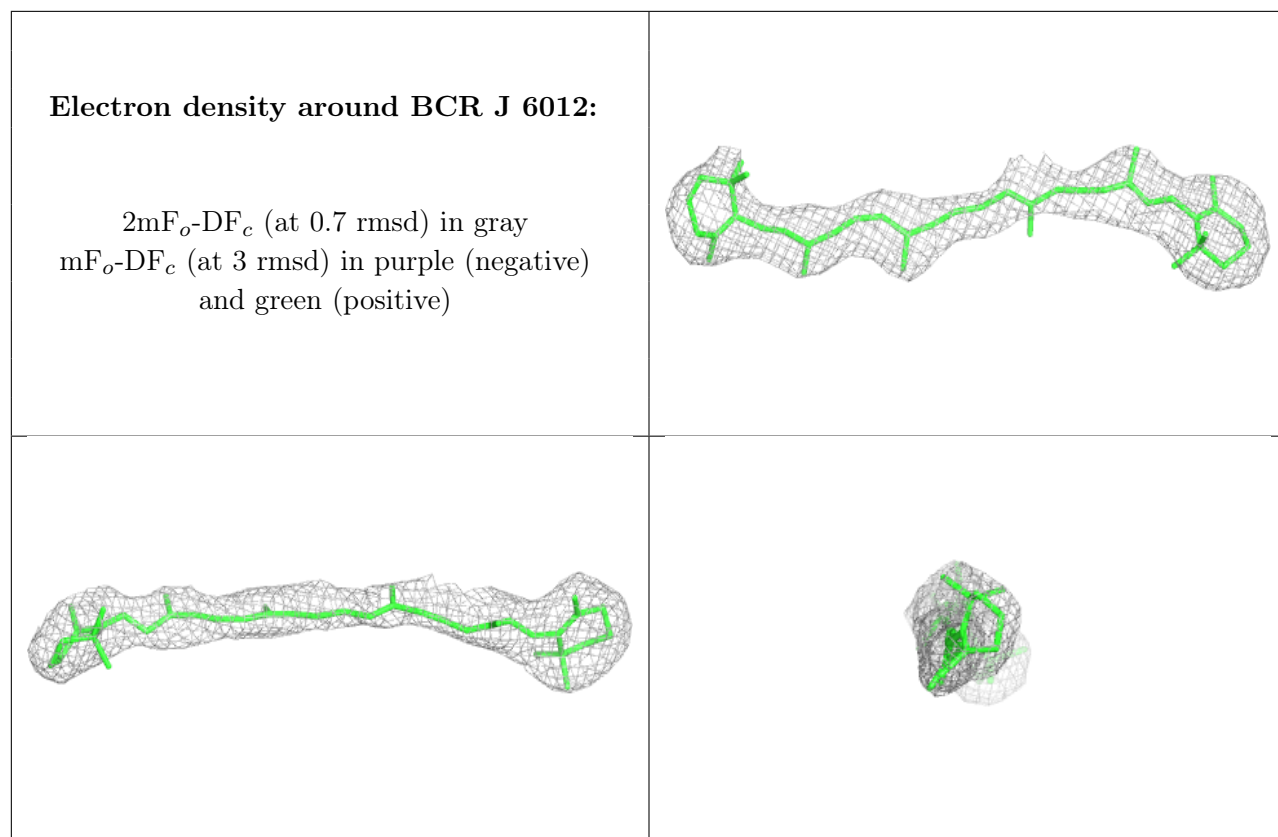 Electron density around BCR J 6012:
2mFo-DFc (at 0.7 rmsd) in gray
mFo-DFc (at 3 rmsd) in purple (negative)
and green (positive)